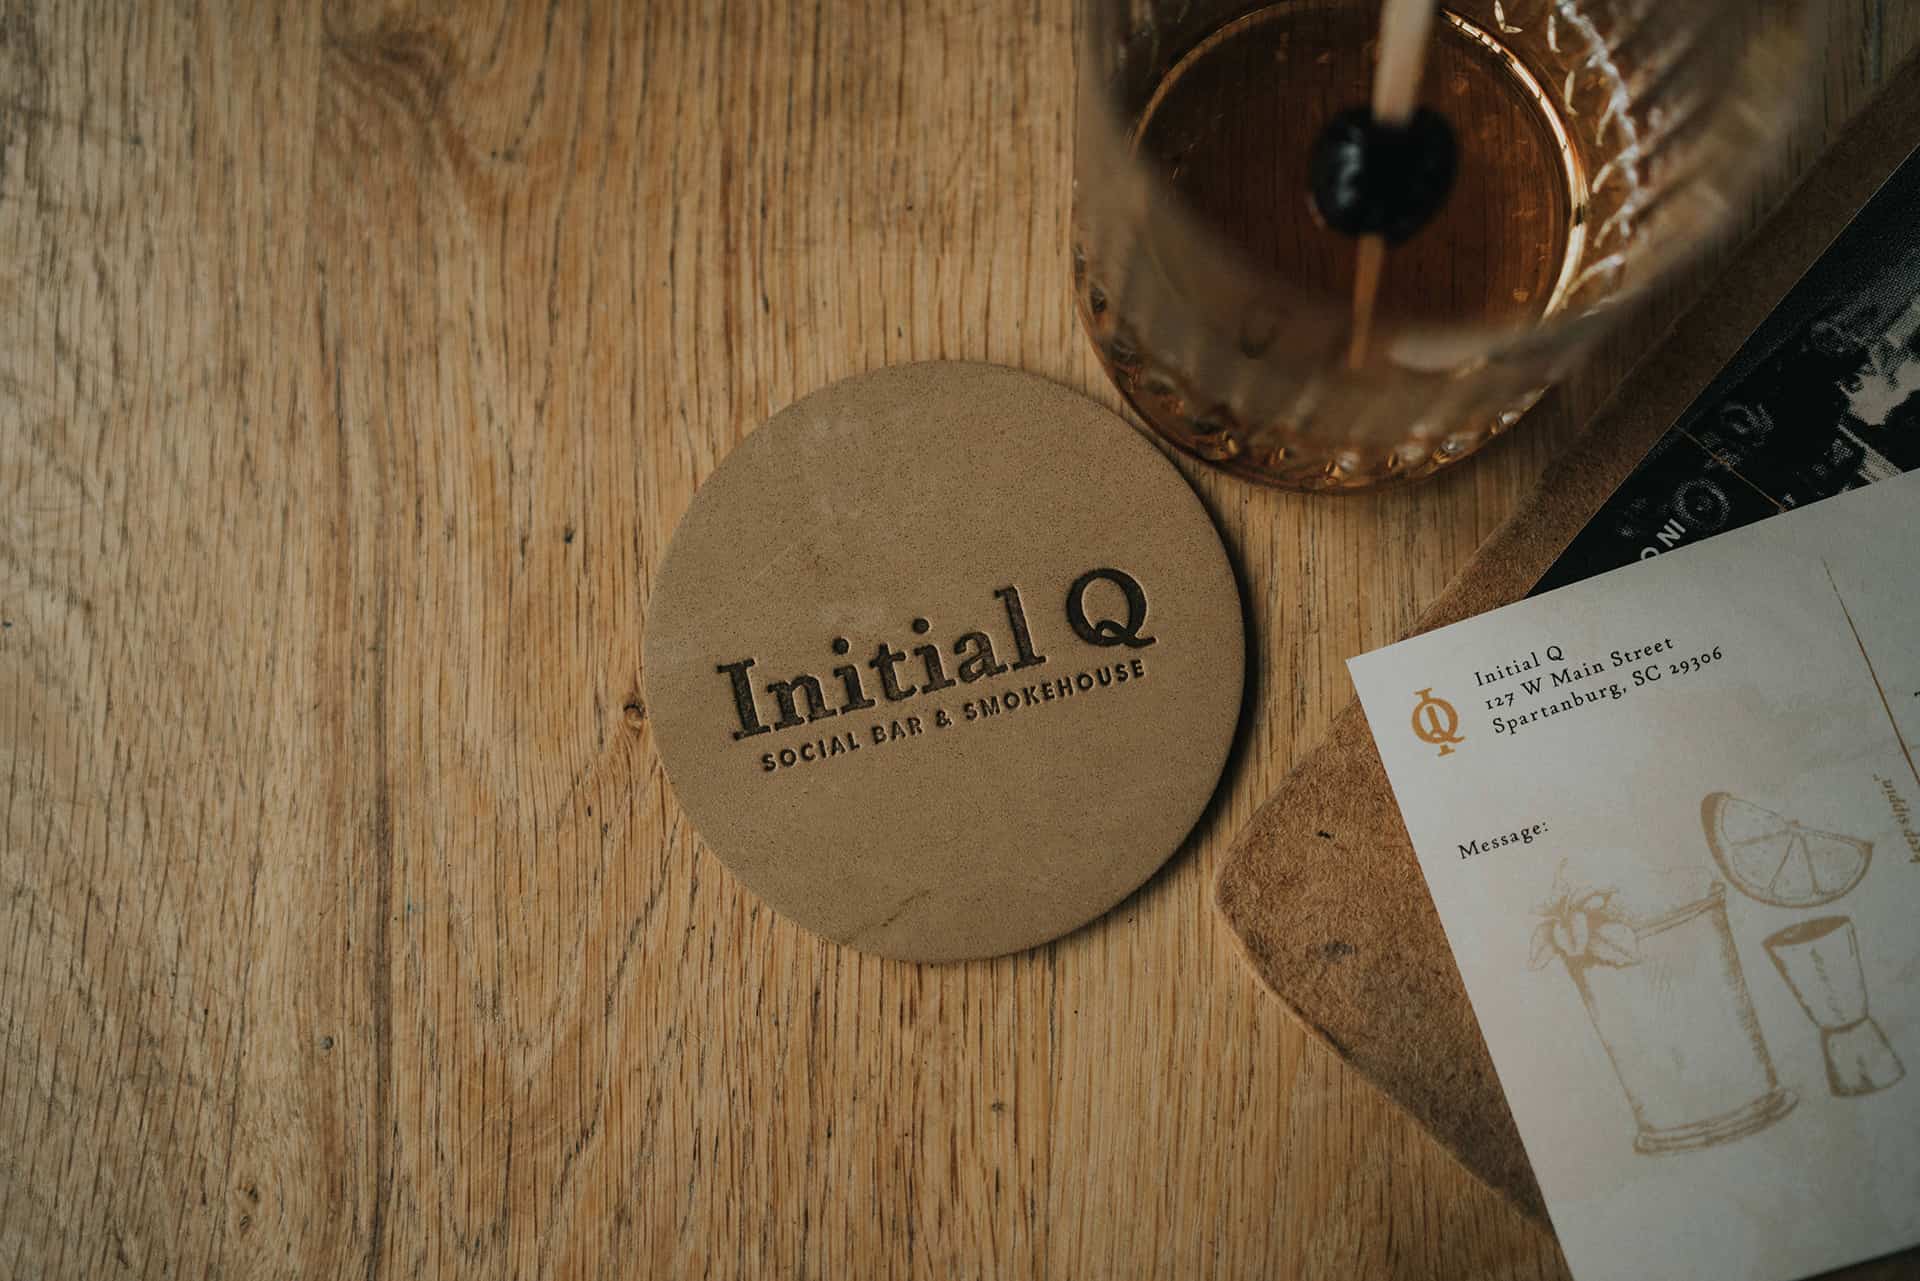 Initial Q
SOCIAL BAR & SMOKEHOUSE
Initial Q
127 W Main Street
Spartanburg, SC 29306
Message:
keep sippin'